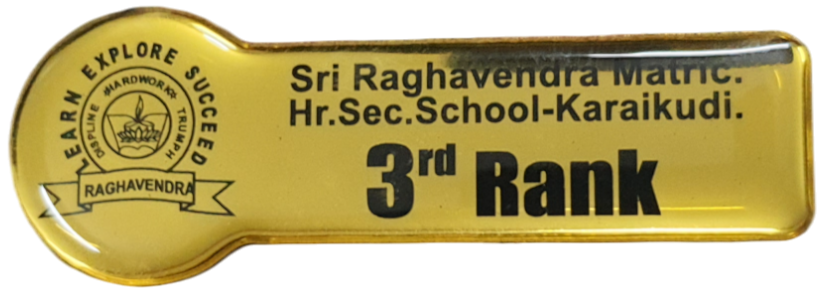 LEARN EXPLORE SUCCEED
DISPLINE HARDWORK TRUMPH
RAGHAVENDRA
Sri Raghavendra Matric.
Hr.Sec.School-Karaikudi.
3rd Rank